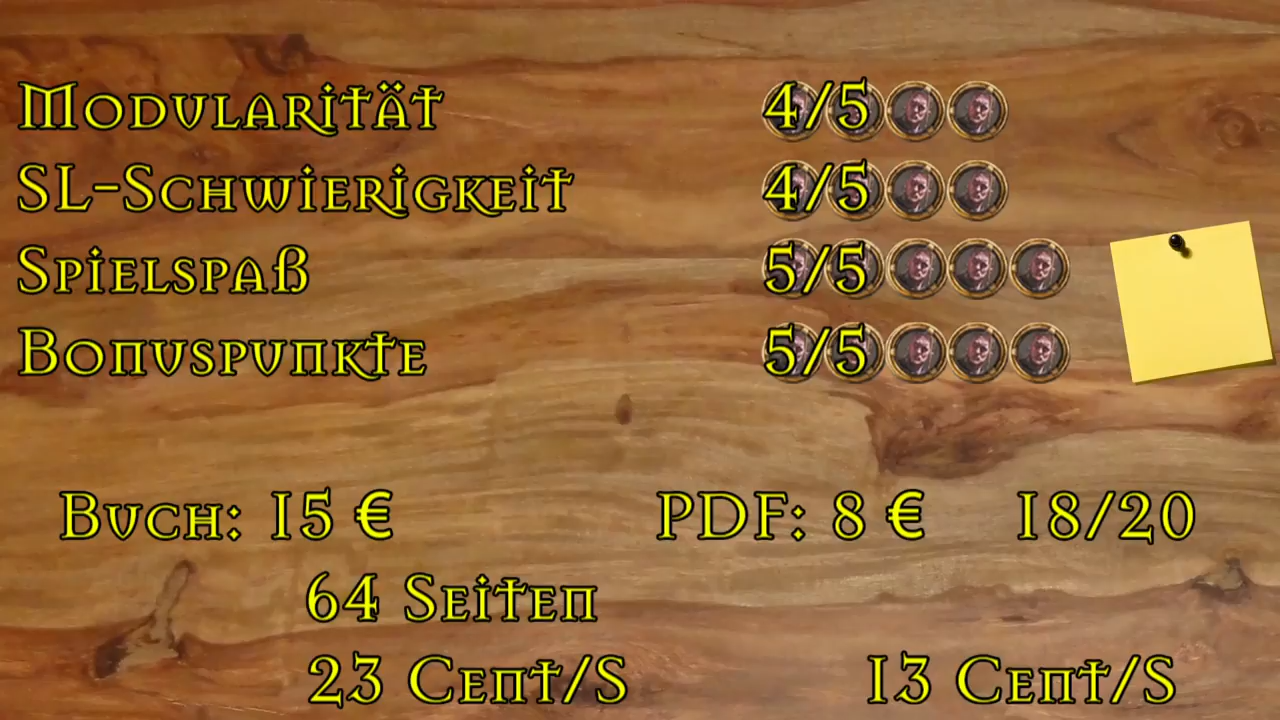 Modularität 4/5
SL-Schwierigkeit 4/5
Spielspaß 5/5
Bonuspunkte 5/5
Buch: 15 € PDF: 8 € 18/20
64 Seiten
23 Cent/S 13 Cent/S